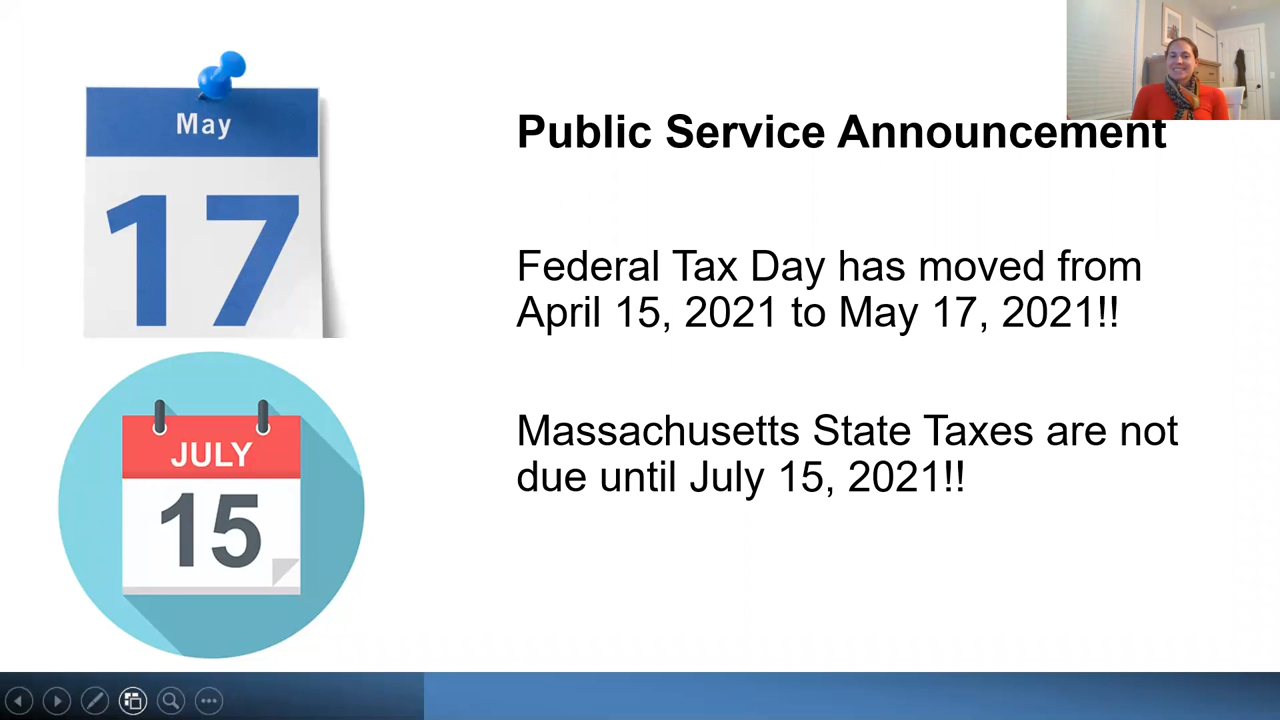 May
17
JULY
15
Public Service Announcement
Federal Tax Day has moved from
April 15, 2021 to May 17, 2021!!
Massachusetts State Taxes are not
due until July 15, 2021!!